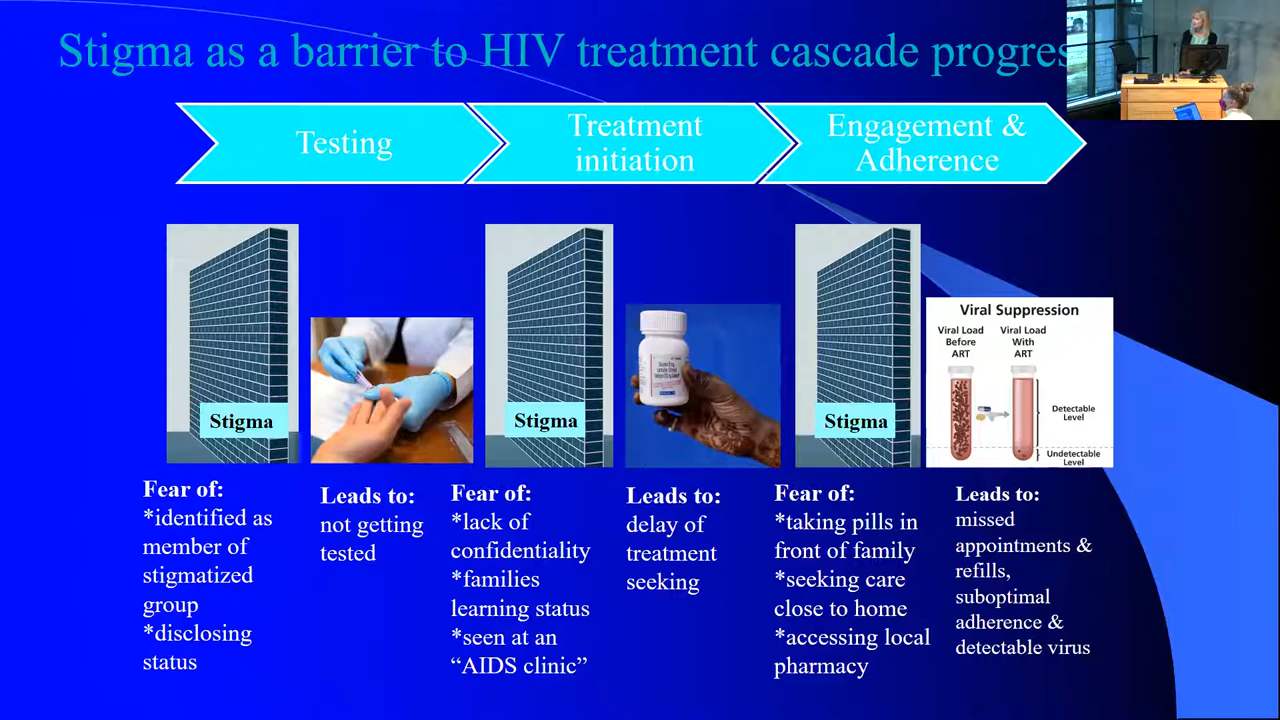 Stigma as a barrier to HIV treatment cascade progres
Testing
Treatment
initiation
Engagement &
Adherence
Stigma
Stigma
Stigma
Viral Suppression
Viral Load
Before
ART
Viral Load
With
ART
Detectable
Level
Undetectable
Level
Fear of:
*identified as
member of
stigmatized
group
*disclosing
status
Leads to:
not getting
tested
Fear of:
*lack of
confidentiality
*families
learning status
*seen at an
“AIDS clinic”
Leads to:
delay of
treatment
seeking
Fear of:
*taking pills in
front of family
*seeking care
close to home
*accessing local
pharmacy
Leads to:
missed
appointments &
refills,
suboptimal
adherence &
detectable virus